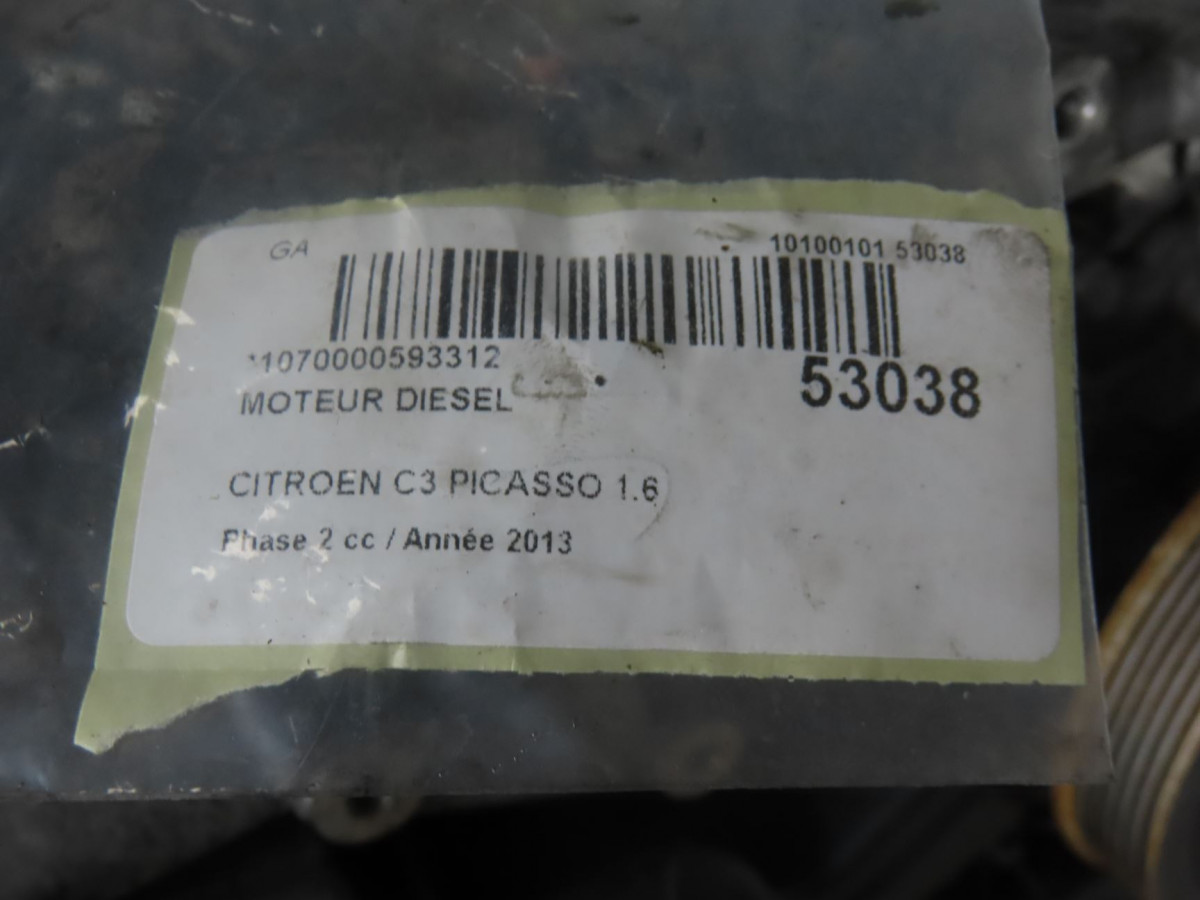 GA 10100101 53038
*1070000593312
MOTEUR DIESEL 53038
CITROEN C3 PICASSO 1.6
Phase 2 cc / Année 2013